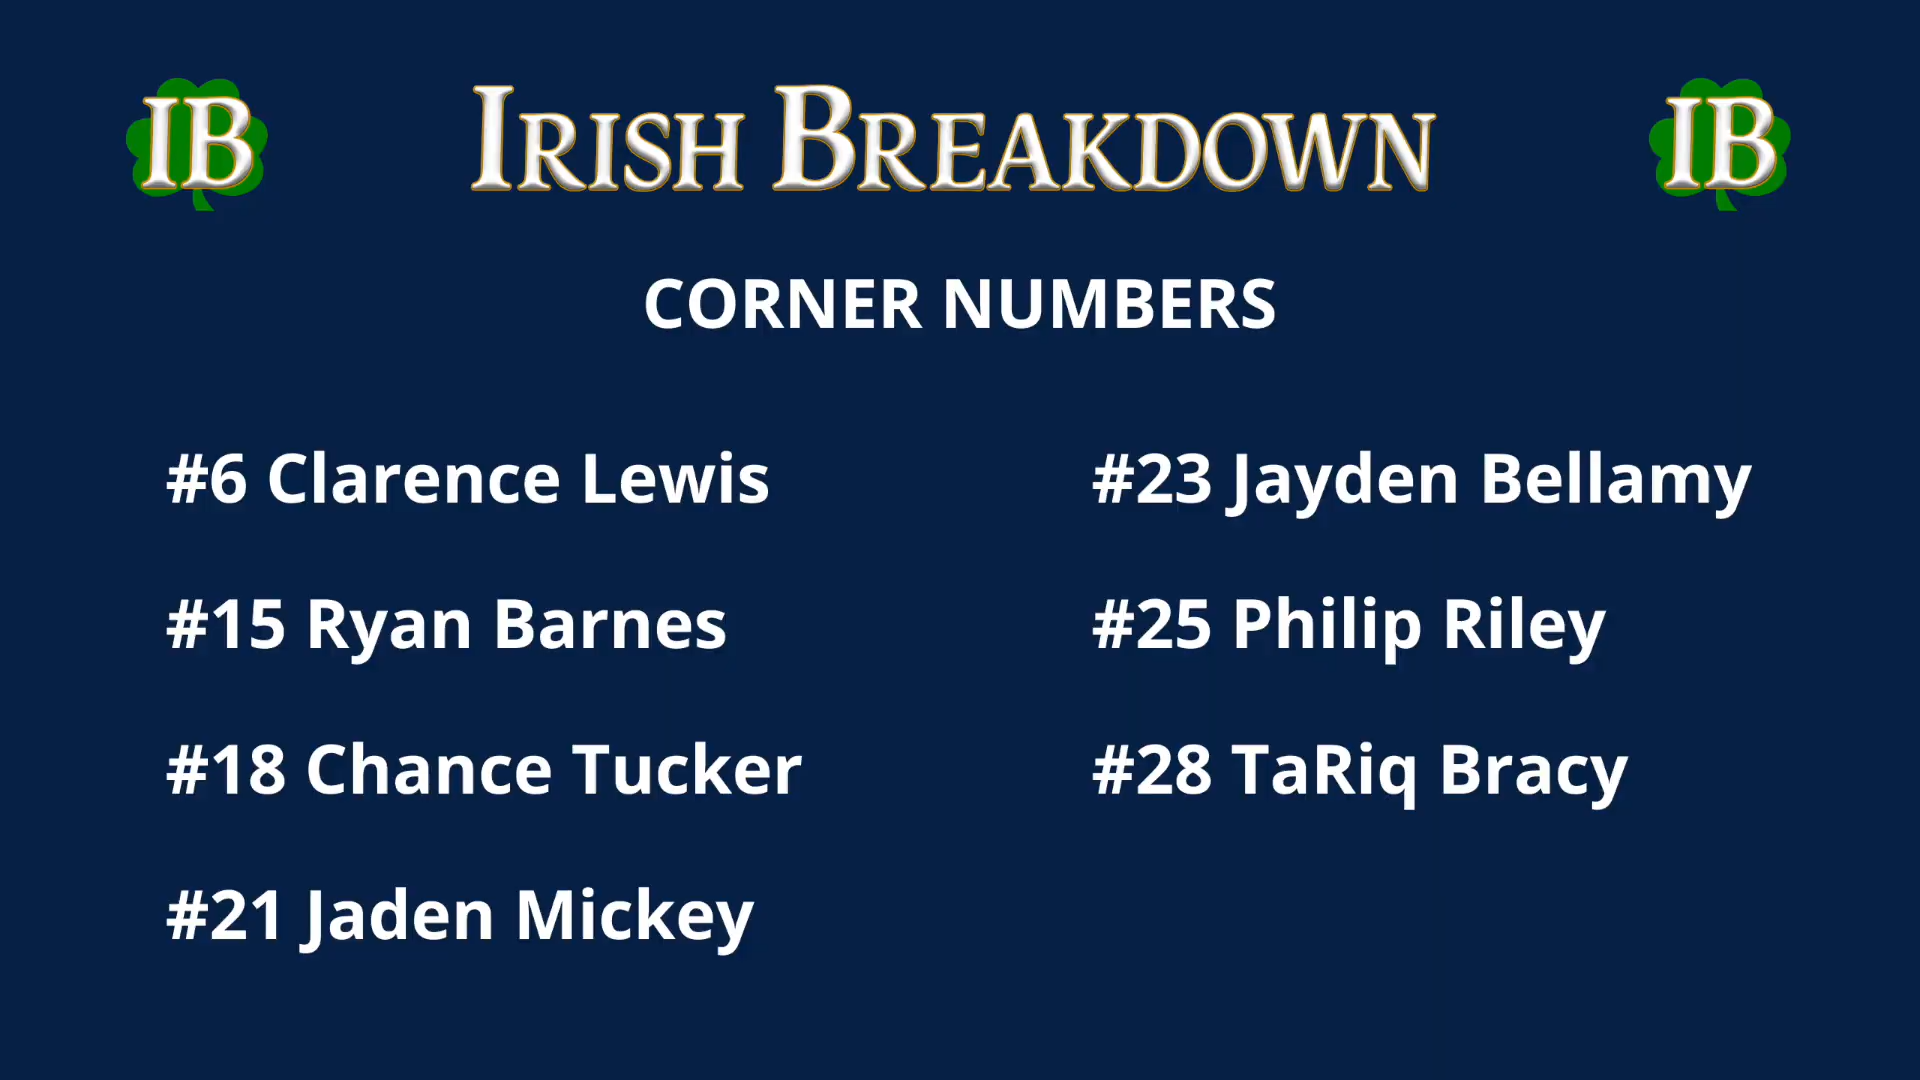 IB IRISH BREAKDOWN IB
CORNER NUMBERS
#6 Clarence Lewis
#15 Ryan Barnes
#18 Chance Tucker
#21 Jaden Mickey
#23 Jayden Bellamy
#25 Philip Riley
#28 TaRiq Bracy